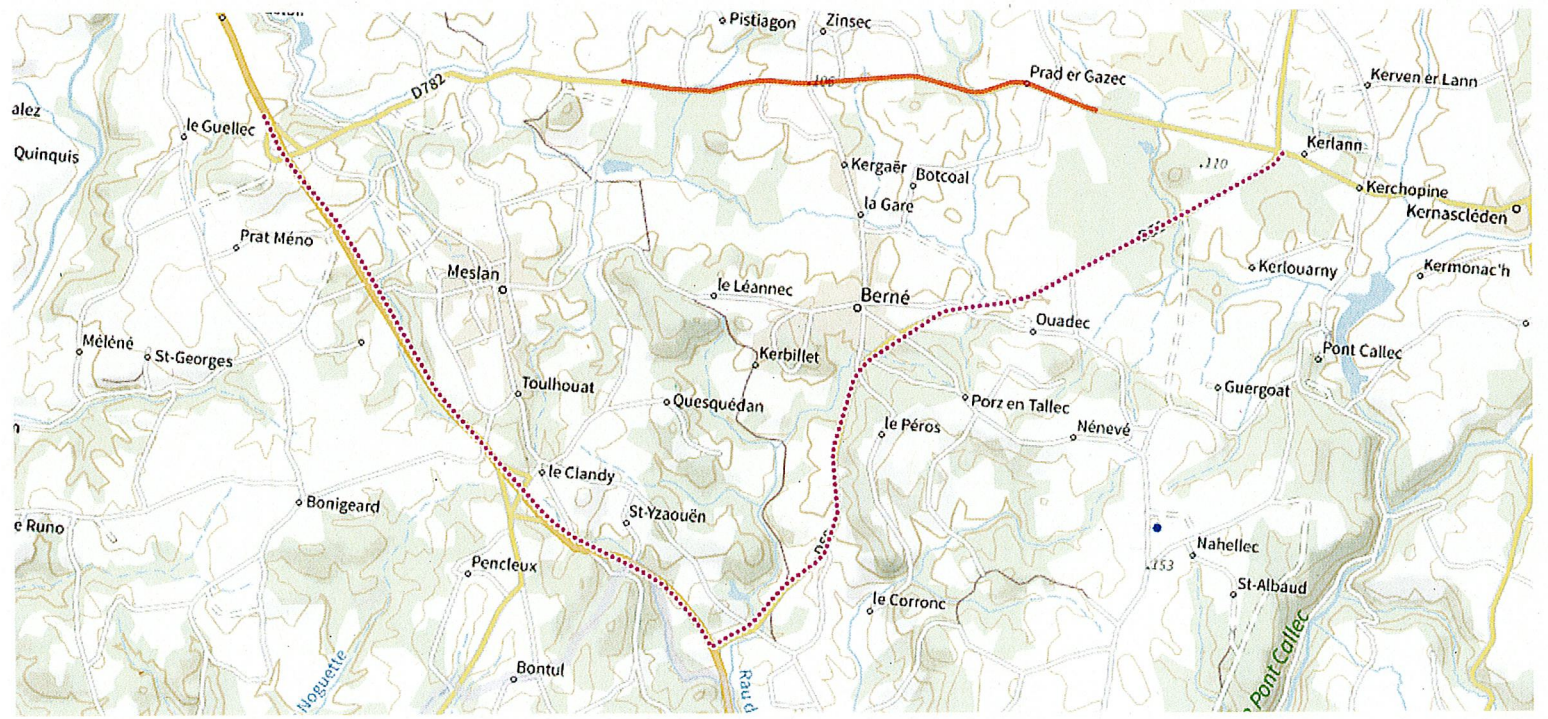 Pistiagon
Zinsec
Prad er Gazec
Kerven er Lann
D782
106
alez
le Guellec
Quinquis
Kerlann
.110
Kergaër
Botcoal
Kerchopine
la Gare
Kernascléden
Prat Méno
Meslan
Kerlouarny
Kermonac'h
le Léannec
Berné
Ouadec
Méléné
St-Georges
Kerbillet
Pont Callec
Toulhouat
Guergoat
Quesquédan
Porz en Tallec
le Péros
Nénevé
n
le Clandy
Bonigeard
St-Yzaouën
e Runo
Nahellec
Pencleux
.153
St-Albaud
le Corronc
Pont Callec
Noguette
Bontul
Rau d